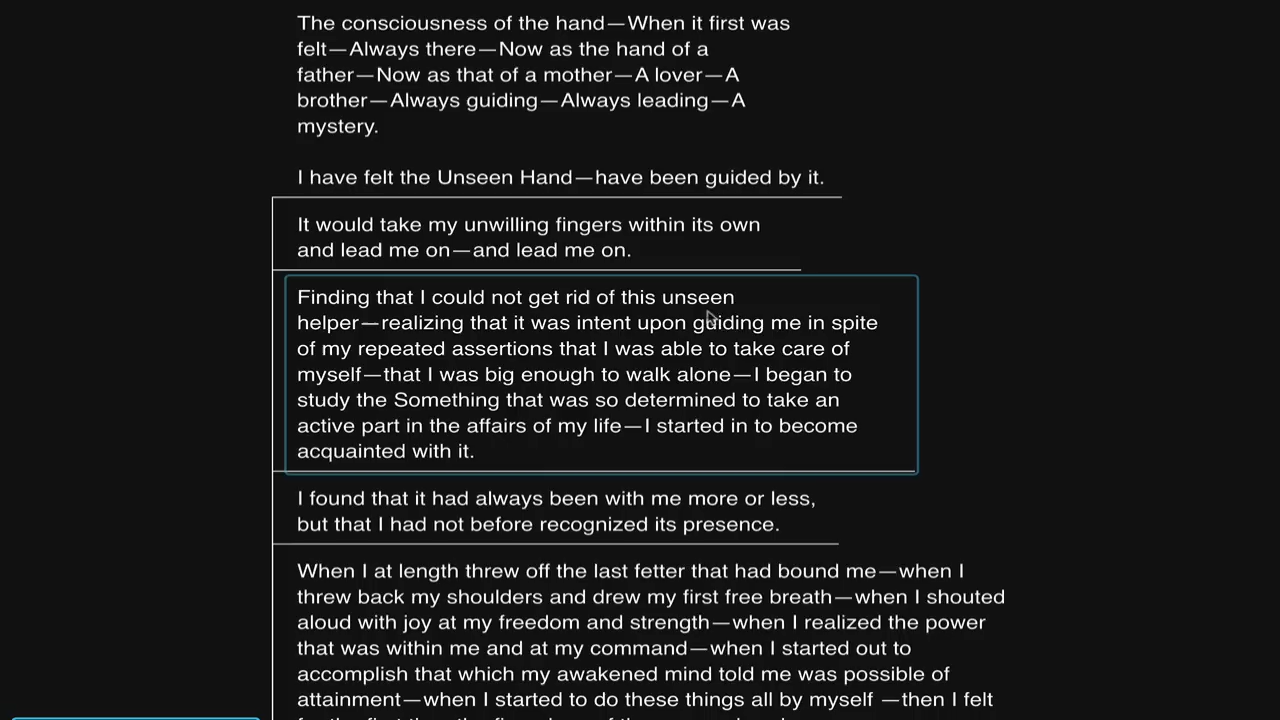 The consciousness of the hand—When it first was
felt—Always there—Now as the hand of a
father—Now as that of a mother—A lover—A
brother—Always guiding—Always leading—A
mystery.
I have felt the Unseen Hand—have been guided by it.
It would take my unwilling fingers within its own
and lead me on—and lead me on.
Finding that I could not get rid of this unseen
helper—realizing that it was intent upon guiding me in spite
of my repeated assertions that I was able to take care of
myself—that I was big enough to walk alone—I began to
study the Something that was so determined to take an
active part in the affairs of my life—I started in to become
acquainted with it.
I found that it had always been with me more or less,
but that I had not before recognized its presence.
When I at length threw off the last fetter that had bound me—when I
threw back my shoulders and drew my first free breath—when I shouted
aloud with joy at my freedom and strength—when I realized the power
that was within me and at my command—when I started out to
accomplish that which my awakened mind told me was possible of
attainment—when I started to do these things all by myself —then I felt